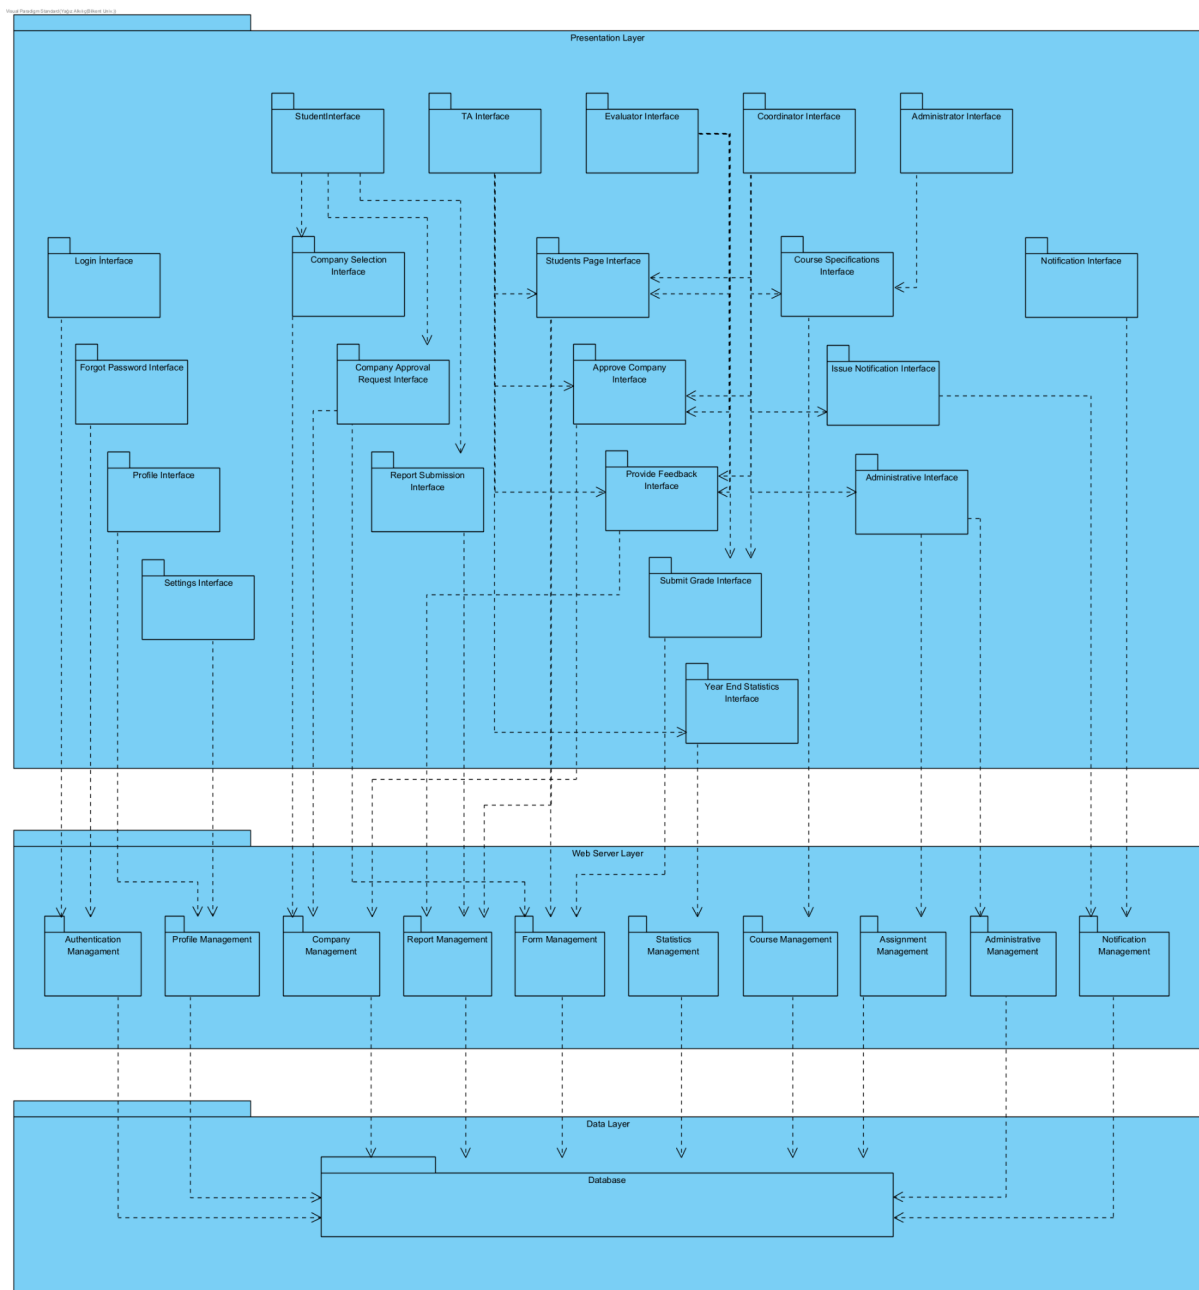 Presentation Layer
StudentInterface
TA Interface
Evaluator Interface
Coordinator Interface
Administrator Interface
Login İnterface
Company Selection
Interface
Students Page Interface
Course Specifications
Interface
Notification Interface
Forgot Password Interface
Company Approval
Request Interface
Approve Company
Interface
Issue Notification Interface
Profile Interface
Report Submission
Interface
Provide Feedback
Interface
Administrative Interface
Settings Interface
Submit Grade Interface
Year End Statistics
Interface
Web Server Layer
Authentication
Managament
Profile Management
Company
Management
Report Management
Form Management
Statistics
Management
Course Management
Assignment
Management
Administrative
Management
Notification
Management
Data Layer
Database